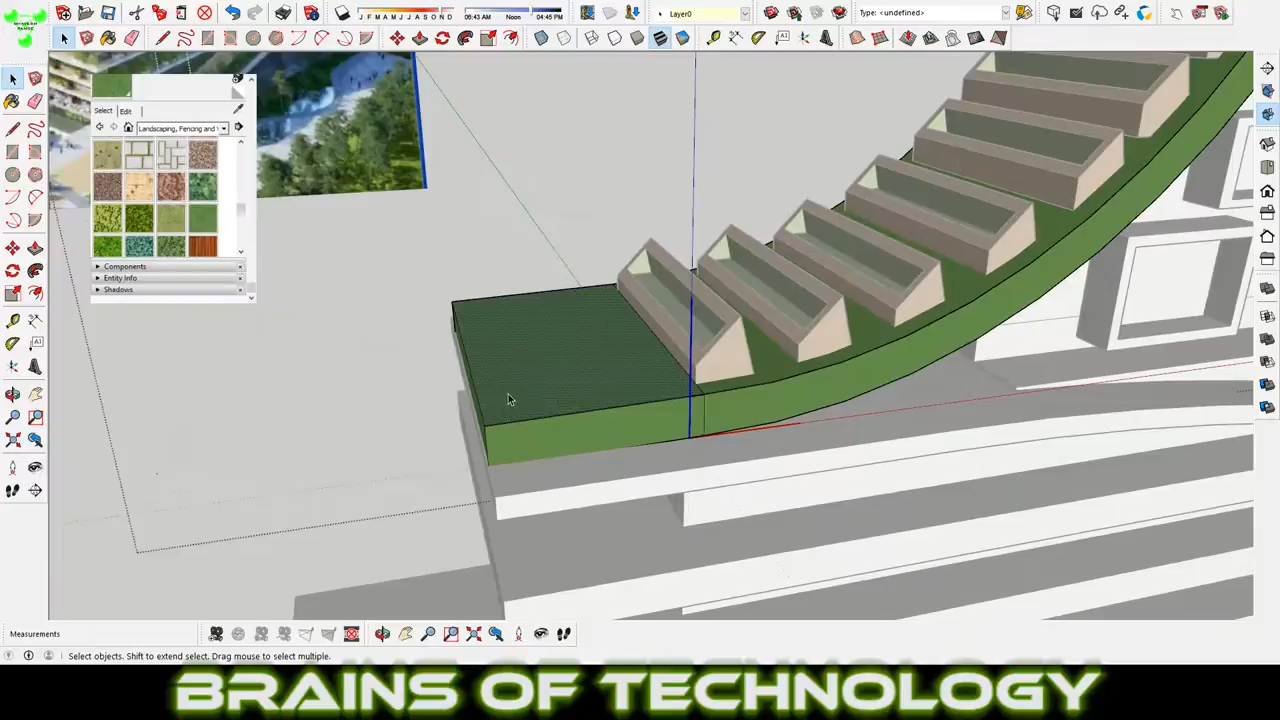 J F M A M J J A S O N D
06:43 AM Noon 04:45 PM
Layer0
Type: <undefined>
Select Edit
Landscaping, Fencing and
Components
Entity Info
Shadows
Measurements
Select objects. Shift to extend select. Drag mouse to select multiple.
BRAINS OF TECHNOLOGY